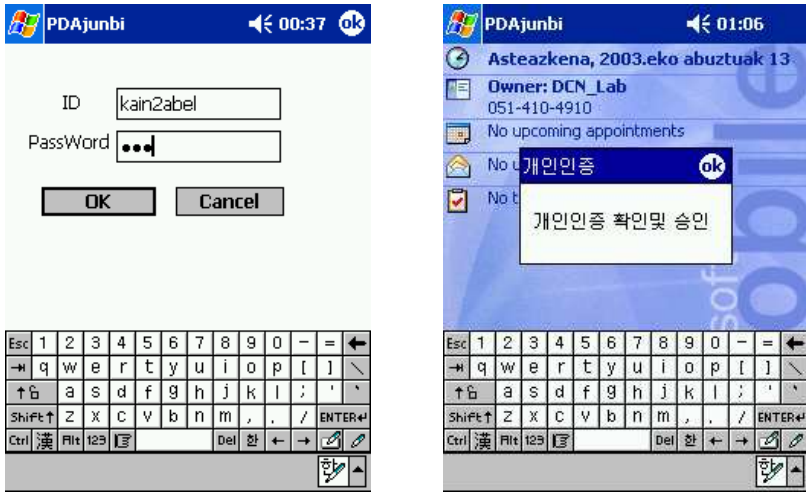 PDAjunbi 00:37 ok
ID kain2abel
PassWord
OK Cancel
Esc 1 2 3 4 5 6 7 8 9 0 - = 
q w e r t y u i o p [ ] \
a s d f g h j k l ; ' `
Shift z x c v b n m , . / ENTER
Ctrl 漢 Alt 123 Del 한
한
PDAjunbi 01:06
Asteazkena, 2003.eko abuztuak 13
Owner: DCN_Lab
051-410-4910
No upcoming appointments
No u
No t
개인인증 ok
개인인증 확인및 승인
Esc 1 2 3 4 5 6 7 8 9 0 - =
q w e r t y u i o p [ ] \
a s d f g h j k l ; ' `
Shift z x c v b n m , . / ENTER
Ctrl 漢 Alt 123 Del 한
한